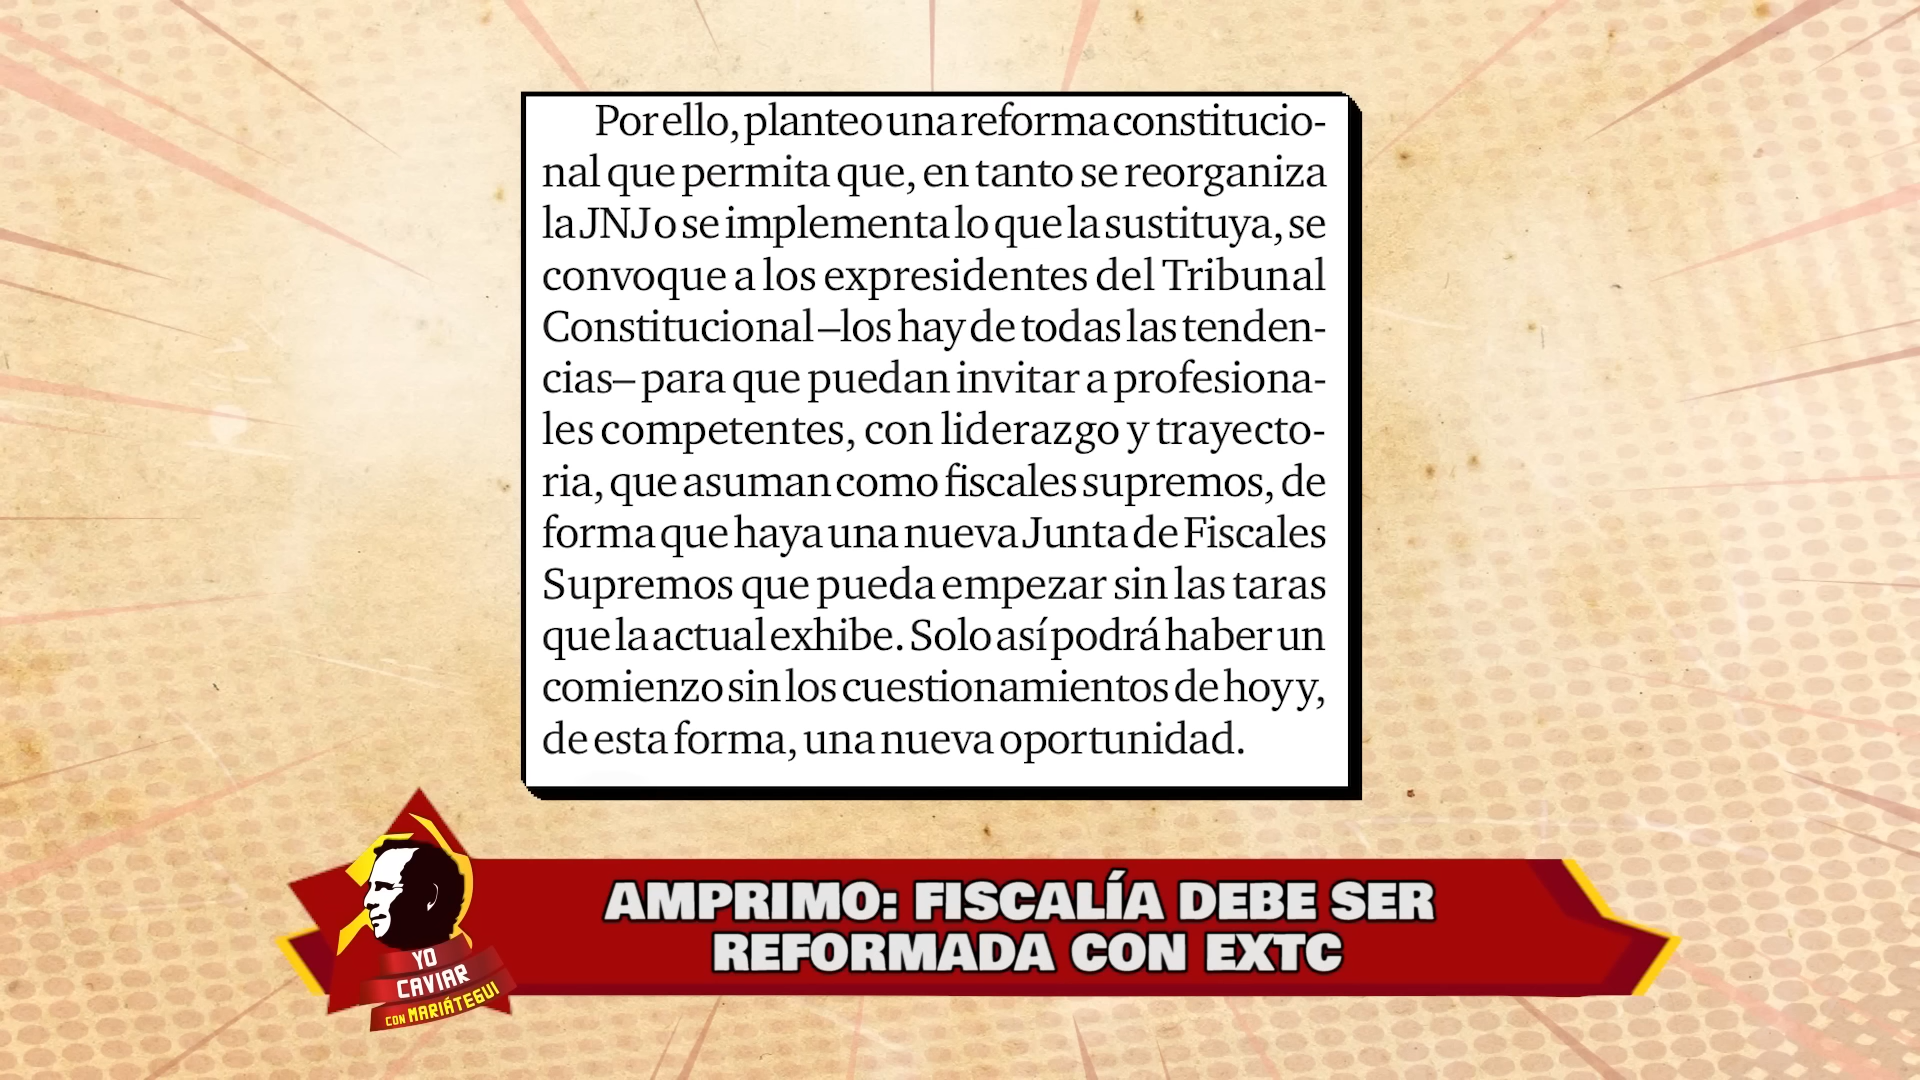 Por ello, planteo una reforma constitucio-
nal que permita que, en tanto se reorganiza
la JNJ o se implementa lo que la sustituya, se
convoque a los expresidentes del Tribunal
Constitucional –los hay de todas las tenden-
cias– para que puedan invitar a profesiona-
les competentes, con liderazgo y trayecto-
ria, que asuman como fiscales supremos, de
forma que haya una nueva Junta de Fiscales
Supremos que pueda empezar sin las taras
que la actual exhibe. Solo así podrá haber un
comienzo sin los cuestionamientos de hoy y,
de esta forma, una nueva oportunidad.
AMPRIMO: FISCALÍA DEBE SER
REFORMADA CON EXTC
YO
CAVIAR
CON MARIÁTEGUI